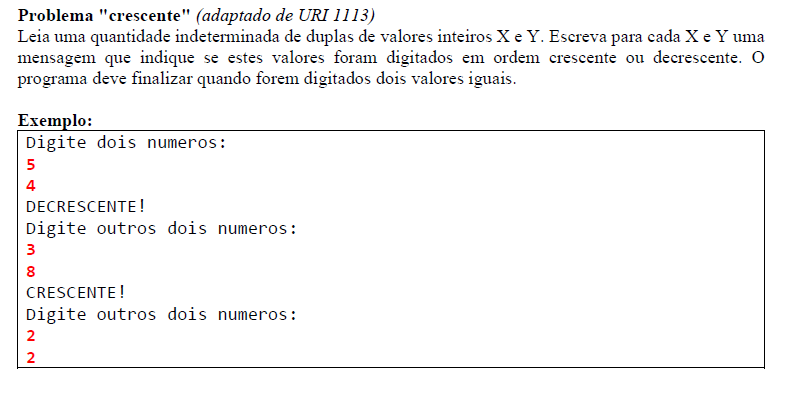 Problema "crescente" (adaptado de URI 1113)
Leia uma quantidade indeterminada de duplas de valores inteiros X e Y. Escreva para cada X e Y uma
mensagem que indique se estes valores foram digitados em ordem crescente ou decrescente. O
programa deve finalizar quando forem digitados dois valores iguais.
Exemplo:
Digite dois numeros:
5
4
DECRESCENTE!
Digite outros dois numeros:
3
8
CRESCENTE!
Digite outros dois numeros:
2
2